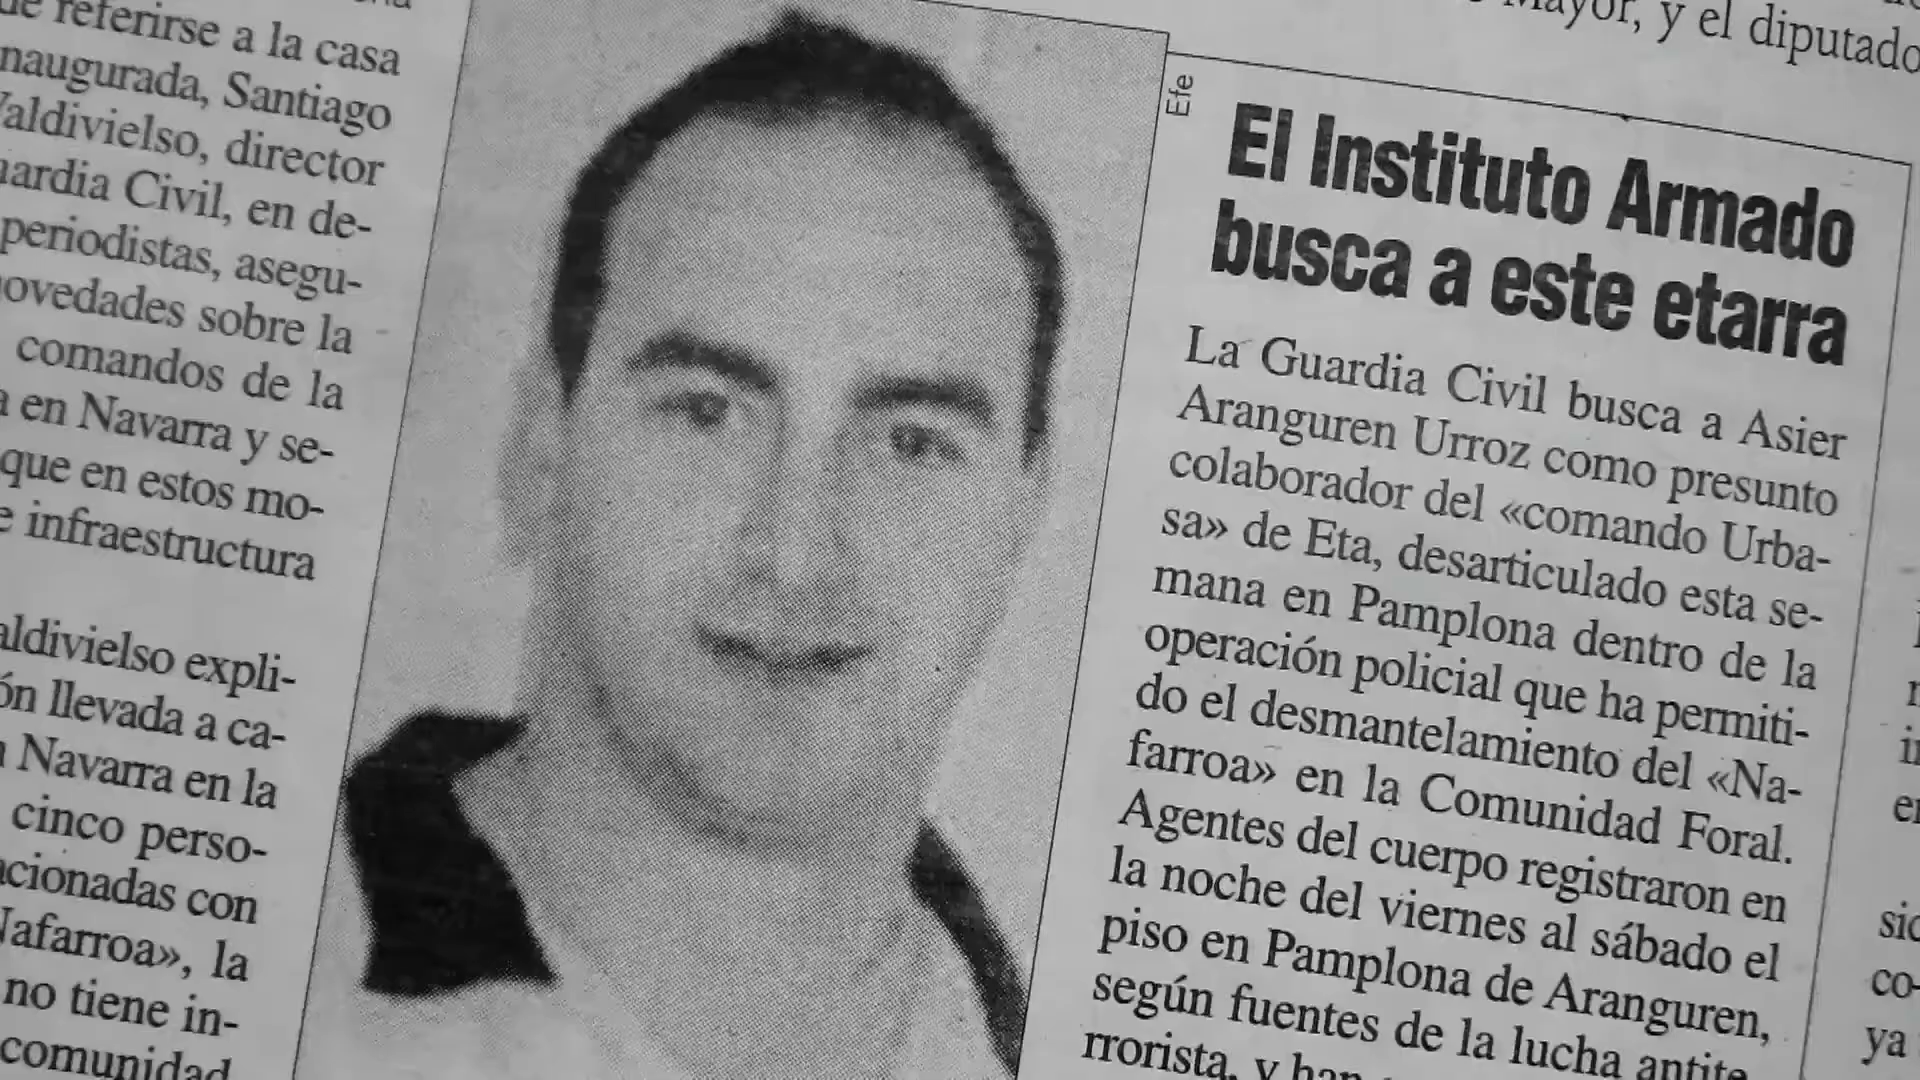 referirse a la casa
naugurada, Santiago
Valdivielso, director
Civil, en de-
periodistas, asegu-
ovedades sobre la
comandos de la
en Navarra y se-
que en estos mo-
infraestructura
aldivielso expli-
ón llevada a ca-
Navarra en la
cinco perso-
acionadas con
Nafarroa», la
no tiene in-
comunidad
Mayor, y el diputado
Efe
El Instituto Armado
busca a este etarra
La Guardia Civil busca a Asier
Aranguren Urroz como presunto
colaborador del «comando Urba-
sa» de Eta, desarticulado esta se-
mana en Pamplona dentro de la
operación policial que ha permiti-
do el desmantelamiento del «Na-
farroa» en la Comunidad Foral.
Agentes del cuerpo registraron en
la noche del viernes al sábado el
piso en Pamplona de Aranguren,
según fuentes de la lucha antite
rrorista, y han
sic
co-
ya